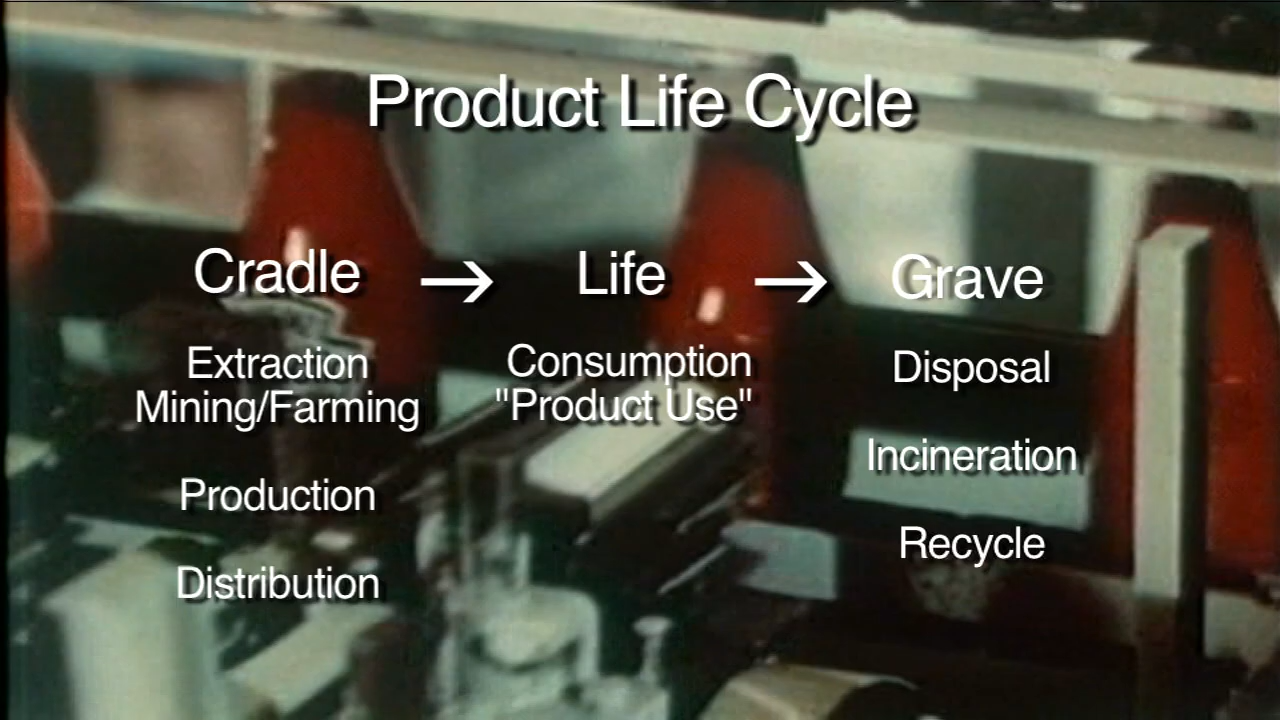 Product Life Cycle
Cradle → Life → Grave
Extraction
Mining/Farming
Production
Distribution
Consumption
"Product Use"
Disposal
Incineration
Recycle